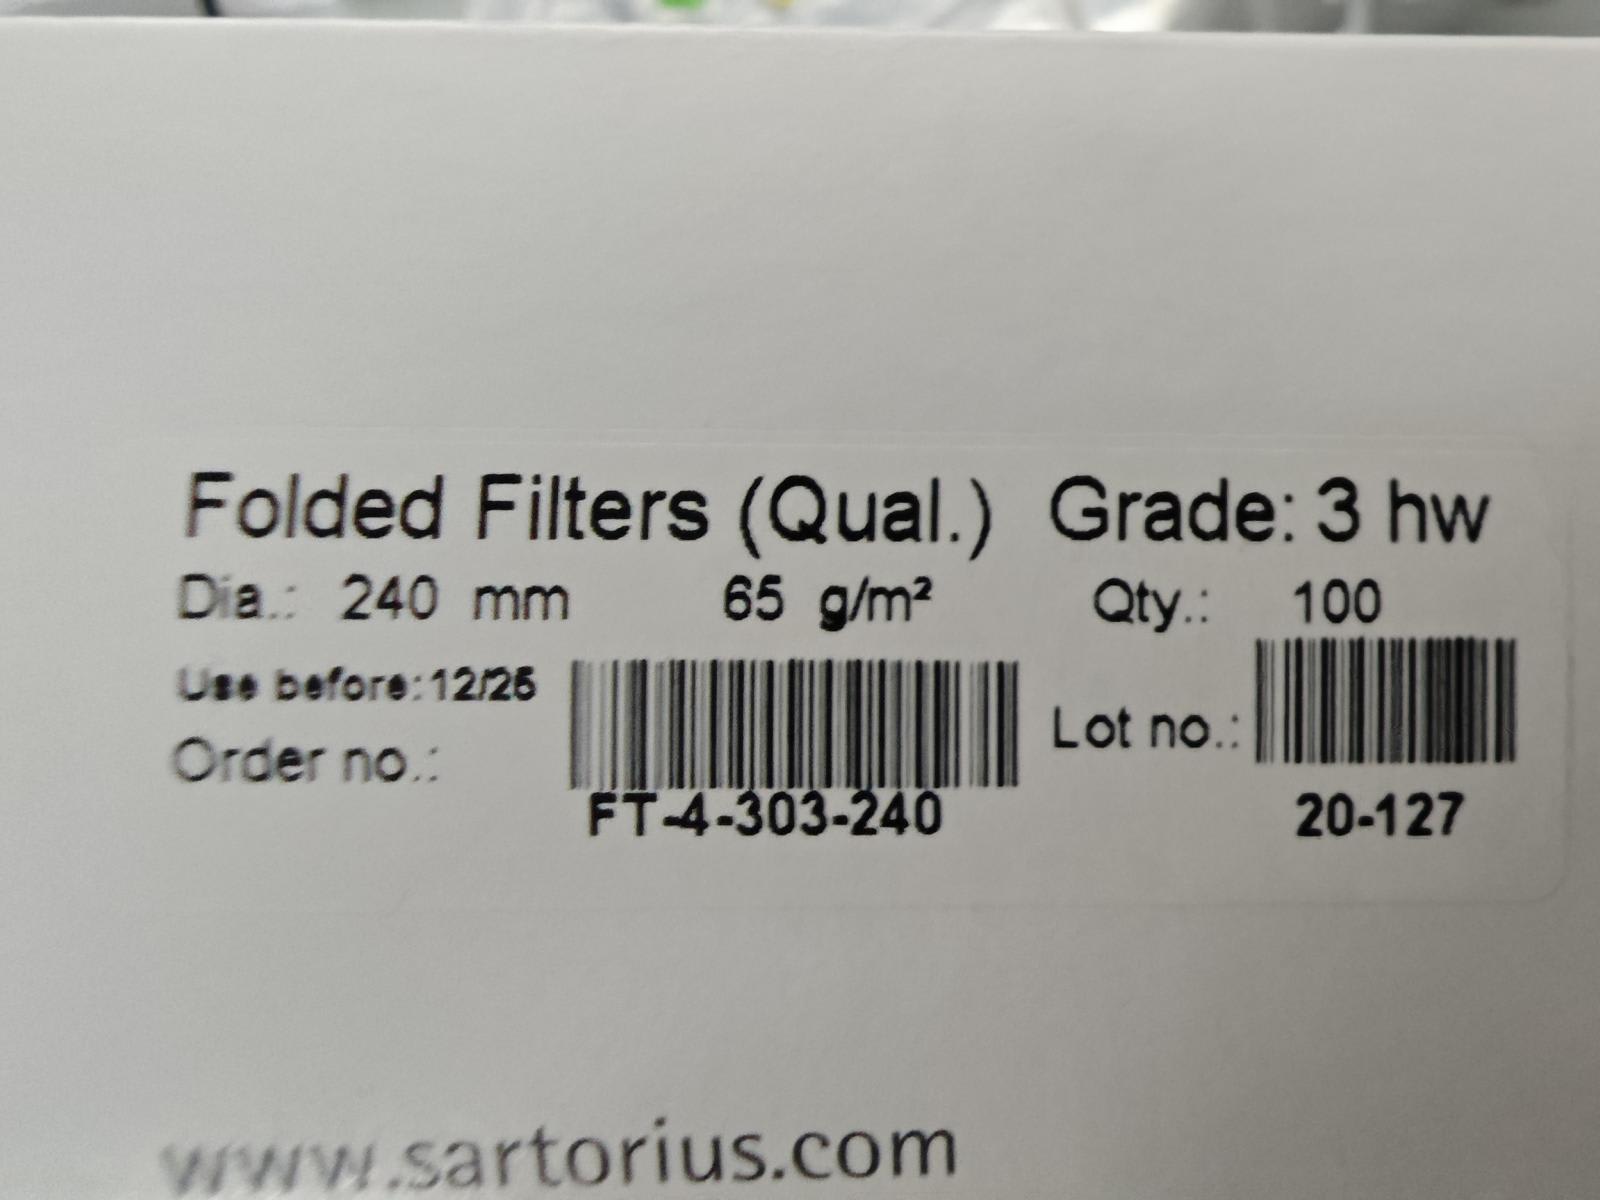 Folded Filters (Qual.) Grade: 3 hw
Dia.: 240 mm 65 g/m² Qty.: 100
Use before: 12/25
Order no.: FT-4-303-240
Lot no.: 20-127
www.sartorius.com